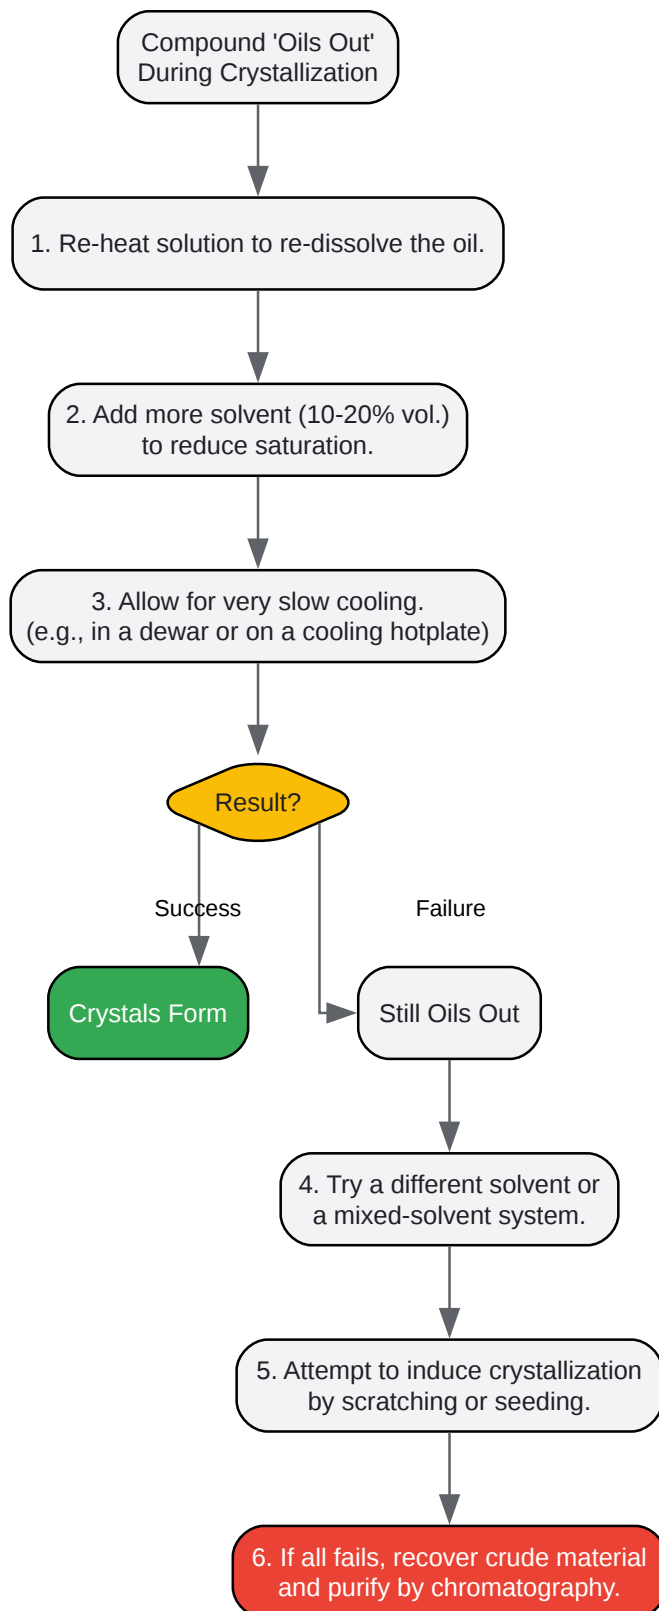 Compound 'Oils Out'
During Crystallization
1. Re-heat solution to re-dissolve the oil.
2. Add more solvent (10-20% vol.)
to reduce saturation.
3. Allow for very slow cooling.
(e.g., in a dewar or on a cooling hotplate)
Result?
Success
Failure
Crystals Form
Still Oils Out
4. Try a different solvent or
a mixed-solvent system.
5. Attempt to induce crystallization
by scratching or seeding.
6. If all fails, recover crude material
and purify by chromatography.